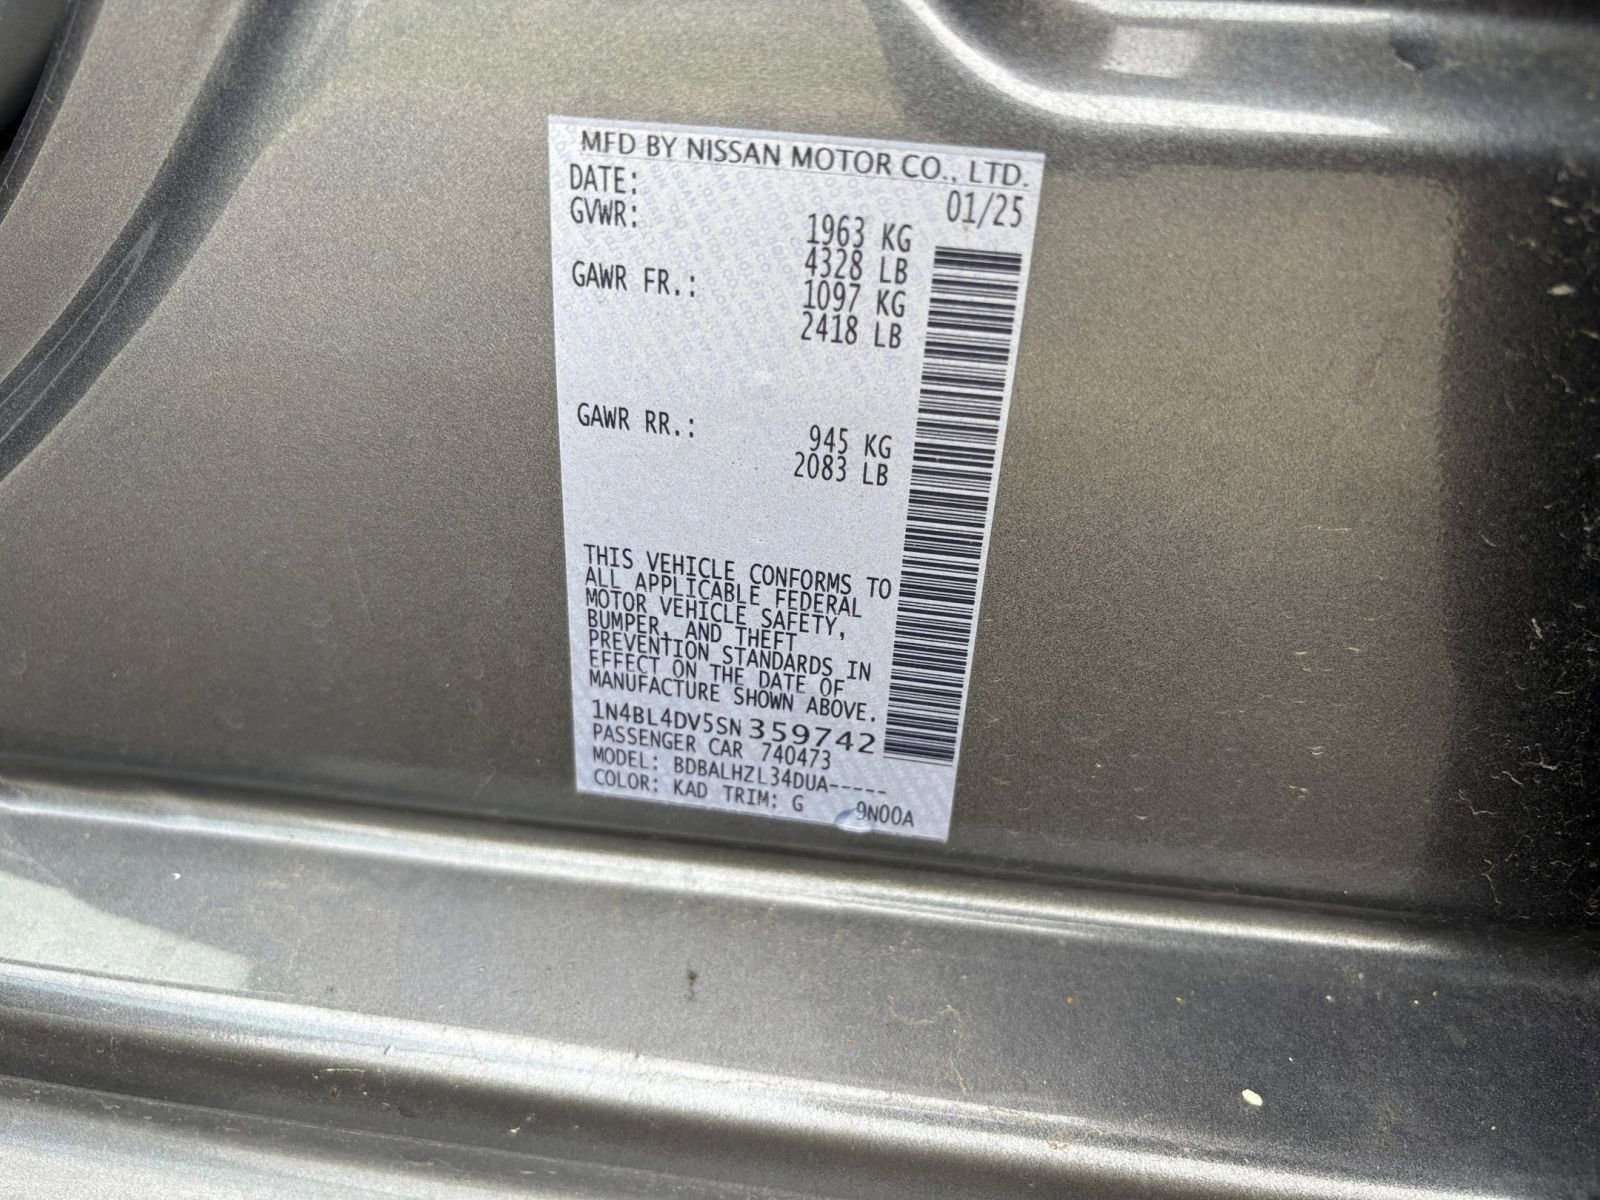 MFD BY NISSAN MOTOR CO., LTD.
DATE: 01/25
GVWR: 1963 KG
4328 LB
GAWR FR.: 1097 KG
2418 LB
GAWR RR.: 945 KG
2083 LB
THIS VEHICLE CONFORMS TO
ALL APPLICABLE FEDERAL
MOTOR VEHICLE SAFETY,
BUMPER, AND THEFT
PREVENTION STANDARDS IN
EFFECT ON THE DATE OF
MANUFACTURE SHOWN ABOVE.
1N4BL4DV5SN359742
PASSENGER CAR 740473
MODEL: BDBALHZL34DUA-----
COLOR: KAD TRIM: G 9N00A